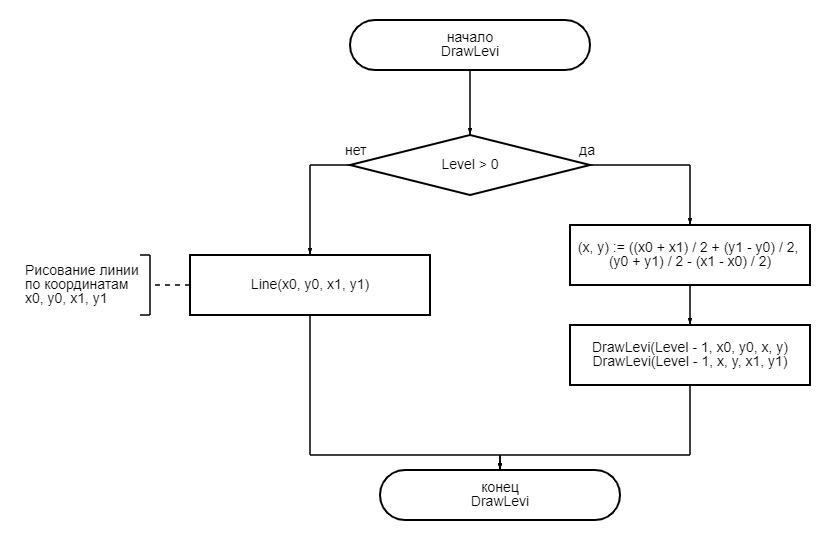 начало
DrawLevi
нет
да
Level > 0
(x, y) := ((x0 + x1) / 2 + (y1 - y0) / 2,
(y0 + y1) / 2 - (x1 - x0) / 2)
Рисование линии
по координатам
x0, y0, x1, y1
Line(x0, y0, x1, y1)
DrawLevi(Level - 1, x0, y0, x, y)
DrawLevi(Level - 1, x, y, x1, y1)
конец
DrawLevi